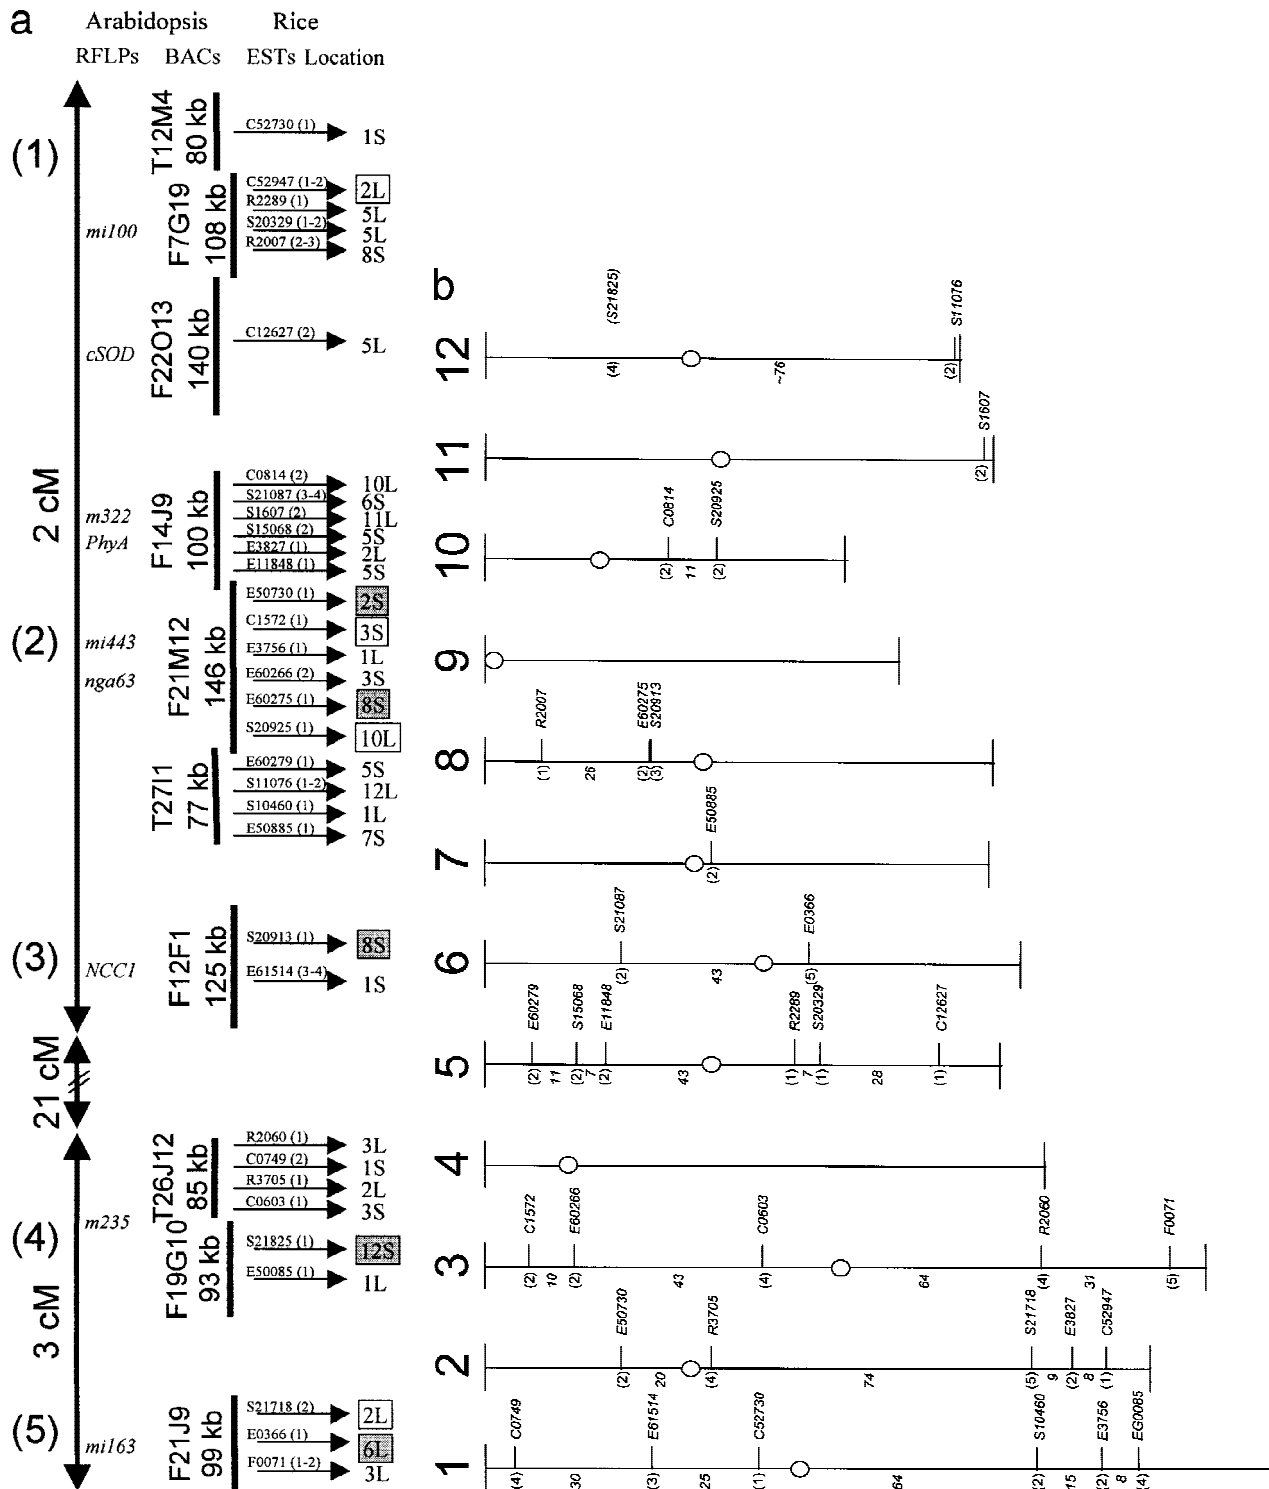 a
Arabidopsis Rice
RFLPs BACs ESTs Location
(1)
T12M4
80 kb
C52730 (1) 1S
mi100
F7G19
108 kb
C52947 (1-2) 2L
R2289 (1) 5L
S20329 (1-2) 5L
R2007 (2-3) 8S
cSOD
F22O13
140 kb
C12627 (2) 5L
2 cM
m322
PhyA
F14J9
100 kb
C0814 (2) 10L
S21087 (3-4) 6S
S1607 (2) 11L
S15068 (2) 5S
E3827 (1) 2L
E11848 (1) 5S
(2)
mi443
nga63
F21M12
146 kb
E50730 (1) 2S
C1572 (1) 3S
E3756 (1) 1L
E60266 (2) 3S
E60275 (1) 8S
S20925 (1) 10L
T27I1
77 kb
E60279 (1) 5S
S11076 (1-2) 12L
S10460 (1) 1L
E50885 (1) 7S
(3)
NCC1
F12F1
125 kb
S20913 (1) 8S
E61514 (3-4) 1S
21 cM
T26J12
85 kb
R2060 (1) 3L
C0749 (2) 1S
R3705 (1) 2L
C0603 (1) 3S
(4)
m235
F19G10
93 kb
S21825 (1) 12S
E50085 (1) 1L
3 cM
(5)
mi163
F21J9
99 kb
S21718 (2) 2L
E0366 (1) 6L
F0071 (1-2) 3L
b
12
(S21825) S11076
(4) ~76 (2)
11
S1607
(2)
10
C0814 S20925
(2) 11 (2)
9
8
R2007 E60275 S20913
(1) 26 (2) (3)
7
E50885
(2)
6
S21087 E0366
(2) 43 (5)
5
E60279 S15068 E11848 R2289 S20329 C12627
(2) 11 (2) 7 (2) 43 (1) 7 (1) 28 (1)
4
3
C1572 E60266 C0603 R2060 F0071
(2) 10 (2) 43 (4) 64 (4) 31 (5)
2
E50730 R3705 S21718 E3827 C52947
(2) 20 (4) 74 (5) 9 (2) 8 (1)
1
C0749 E61514 C52730 S10460 E3756 EG0085
(4) 30 (3) 25 (1) 64 (2) 15 (2) 8 (4)